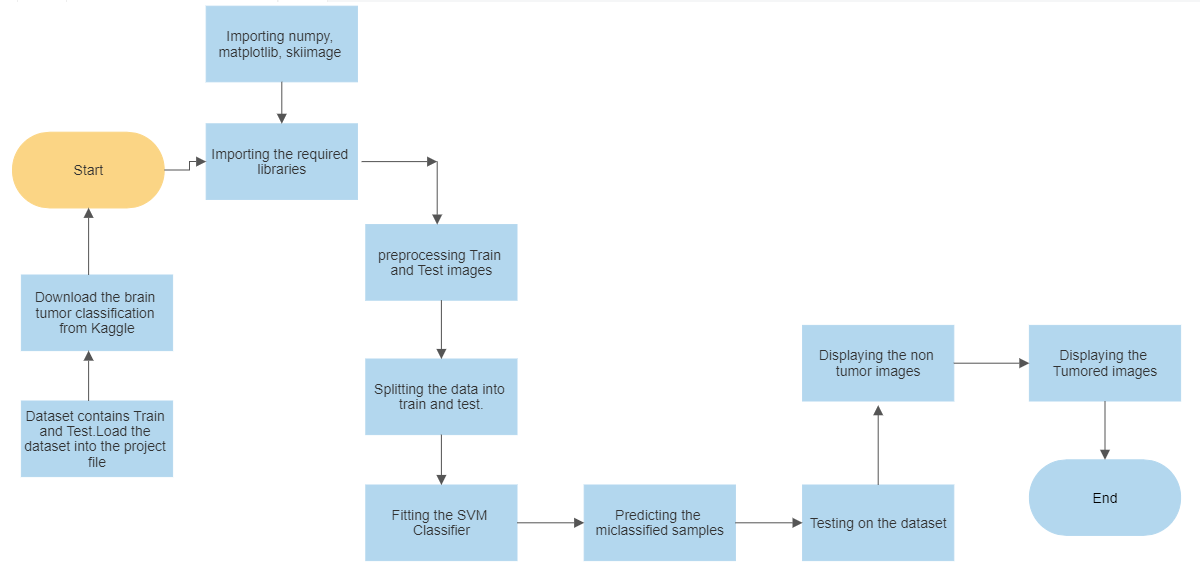 Importing numpy,
matplotlib, skiimage
Start
Importing the required
libraries
preprocessing Train
and Test images
Download the brain
tumor classification
from Kaggle
Dataset contains Train
and Test.Load the
dataset into the project
file
Splitting the data into
train and test.
Fitting the SVM
Classifier
Predicting the
miclassified samples
Testing on the dataset
Displaying the non
tumor images
Displaying the
Tumored images
End